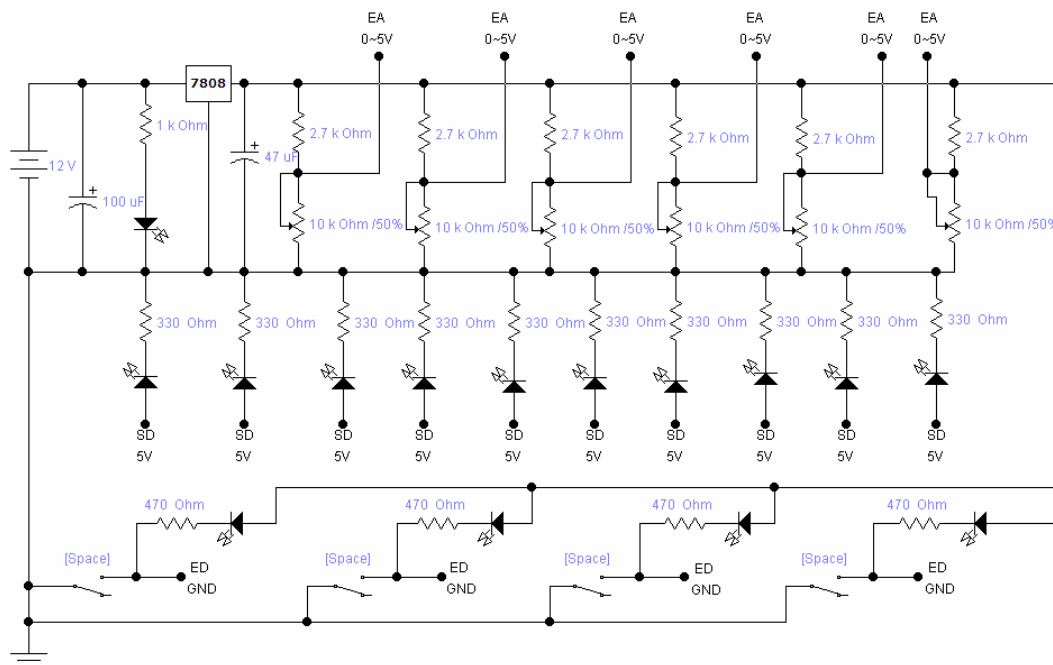 EA EA EA EA EA EA
0~5V 0~5V 0~5V 0~5V 0~5V 0~5V
7808
1 k Ohm 2.7 k Ohm 2.7 k Ohm 2.7 k Ohm 2.7 k Ohm 2.7 k Ohm 2.7 k Ohm
12 V + 100 uF + 47 uF
10 k Ohm /50% 10 k Ohm /50% 10 k Ohm /50% 10 k Ohm /50% 10 k Ohm /50% 10 k Ohm /50%
330 Ohm 330 Ohm 330 Ohm 330 Ohm 330 Ohm 330 Ohm 330 Ohm 330 Ohm 330 Ohm 330 Ohm
SD SD SD SD SD SD SD SD SD SD
5V 5V 5V 5V 5V 5V 5V 5V 5V 5V
470 Ohm 470 Ohm 470 Ohm 470 Ohm
[Space] [Space] [Space] [Space]
ED ED ED ED
GND GND GND GND